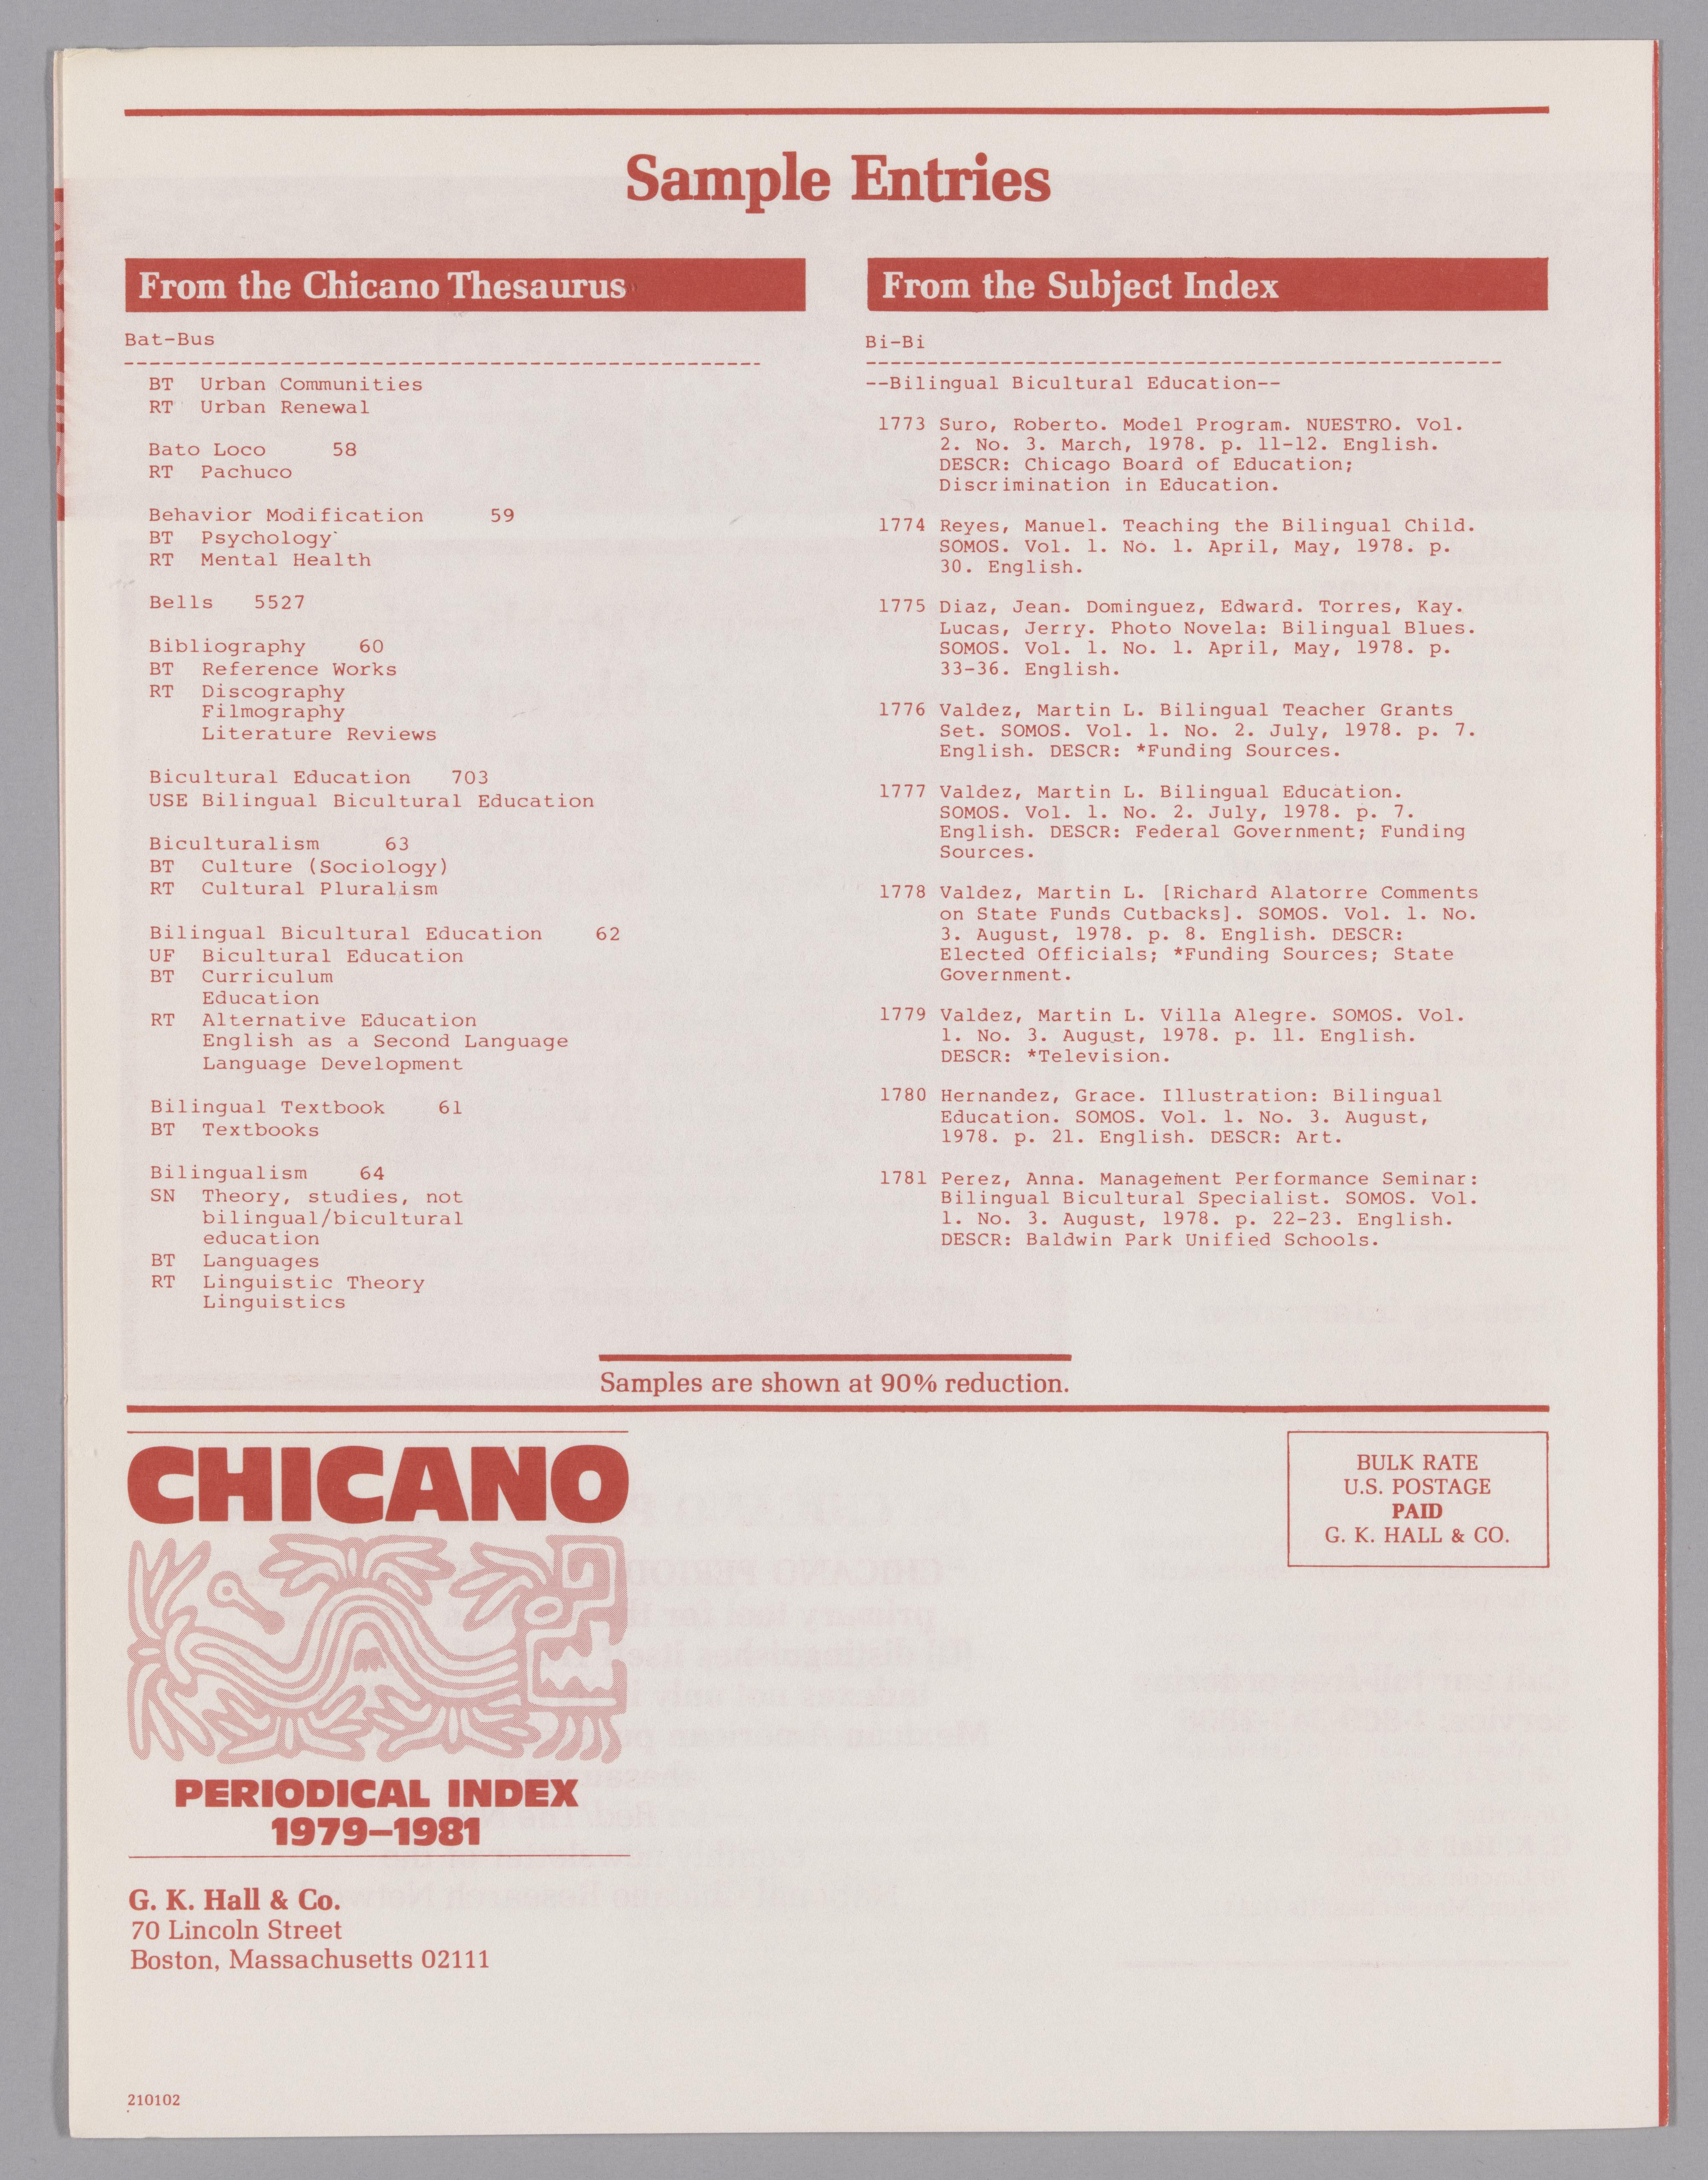 Sample Entries
From the Chicano Thesaurus
Bat-Bus
BT Urban Communities
RT Urban Renewal
Bato Loco 58
RT Pachuco
Behavior Modification 59
BT Psychology
RT Mental Health
Bells 5527
Bibliography 60
BT Reference Works
RT Discography
Filmography
Literature Reviews
Bicultural Education 703
USE Bilingual Bicultural Education
Biculturalism 63
BT Culture (Sociology)
RT Cultural Pluralism
Bilingual Bicultural Education 62
UF Bicultural Education
BT Curriculum
Education
RT Alternative Education
English as a Second Language
Language Development
Bilingual Textbook 61
BT Textbooks
Bilingualism 64
SN Theory, studies, not
bilingual/bicultural
education
BT Languages
RT Linguistic Theory
Linguistics
From the Subject Index
Bi-Bi
--Bilingual Bicultural Education--
1773 Suro, Roberto. Model Program. NUESTRO. Vol.
2. No. 3. March, 1978. p. 11-12. English.
DESCR: Chicago Board of Education;
Discrimination in Education.
1774 Reyes, Manuel. Teaching the Bilingual Child.
SOMOS. Vol. 1. No. 1. April, May, 1978. p.
30. English.
1775 Diaz, Jean. Dominguez, Edward. Torres, Kay.
Lucas, Jerry. Photo Novela: Bilingual Blues.
SOMOS. Vol. 1. No. 1. April, May, 1978. p.
33-36. English.
1776 Valdez, Martin L. Bilingual Teacher Grants
Set. SOMOS. Vol. 1. No. 2. July, 1978. p. 7.
English. DESCR: *Funding Sources.
1777 Valdez, Martin L. Bilingual Education.
SOMOS. Vol. 1. No. 2. July, 1978. p. 7.
English. DESCR: Federal Government; Funding
Sources.
1778 Valdez, Martin L. [Richard Alatorre Comments
on State Funds Cutbacks]. SOMOS. Vol. 1. No.
3. August, 1978. p. 8. English. DESCR:
Elected Officials; *Funding Sources; State
Government.
1779 Valdez, Martin L. Villa Alegre. SOMOS. Vol.
1. No. 3. August, 1978. p. 11. English.
DESCR: *Television.
1780 Hernandez, Grace. Illustration: Bilingual
Education. SOMOS. Vol. 1. No. 3. August,
1978. p. 21. English. DESCR: Art.
1781 Perez, Anna. Management Performance Seminar:
Bilingual Bicultural Specialist. SOMOS. Vol.
1. No. 3. August, 1978. p. 22-23. English.
DESCR: Baldwin Park Unified Schools.
Samples are shown at 90% reduction.
CHICANO
PERIODICAL INDEX
1979–1981
G. K. Hall & Co.
70 Lincoln Street
Boston, Massachusetts 02111
BULK RATE
U.S. POSTAGE
PAID
G. K. HALL & CO.
210102